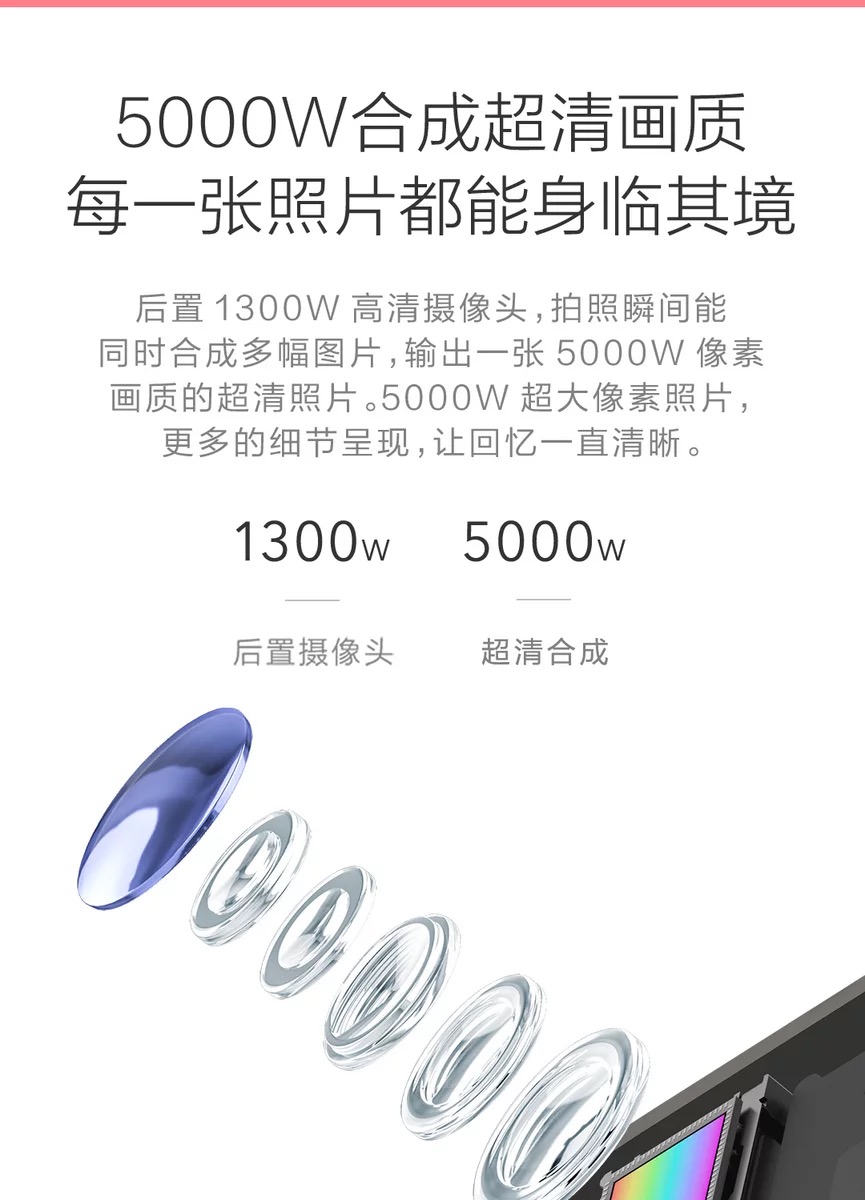 5000W合成超清画质
每一张照片都能身临其境
后置 1300W 高清摄像头,拍照瞬间能
同时合成多幅图片,输出一张 5000W 像素
画质的超清照片。5000W 超大像素照片,
更多的细节呈现,让回忆一直清晰。
1300W 5000W
后置摄像头 超清合成